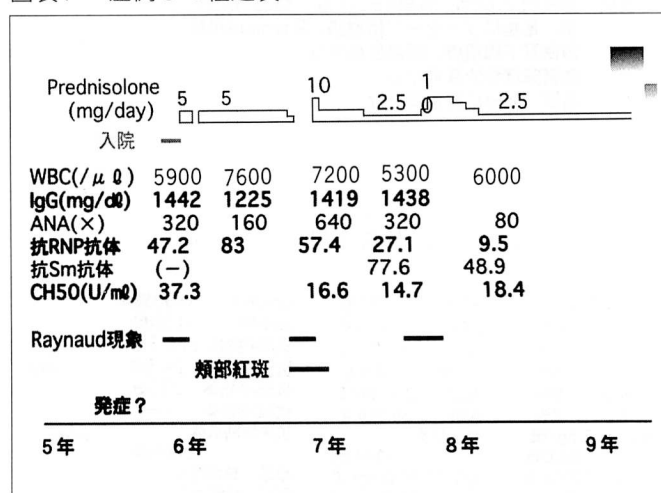 Prednisolone 5 5 10 2.5 10 2.5
(mg/day)
入院
WBC(/μℓ) 5900 7600 7200 5300 6000
IgG(mg/dℓ) 1442 1225 1419 1438
ANA(×) 320 160 640 320 80
抗RNP抗体 47.2 83 57.4 27.1 9.5
抗Sm抗体 (−) 77.6 48.9
CH50(U/mℓ) 37.3 16.6 14.7 18.4
Raynaud現象
頬部紅斑
発症？
5年 6年 7年 8年 9年